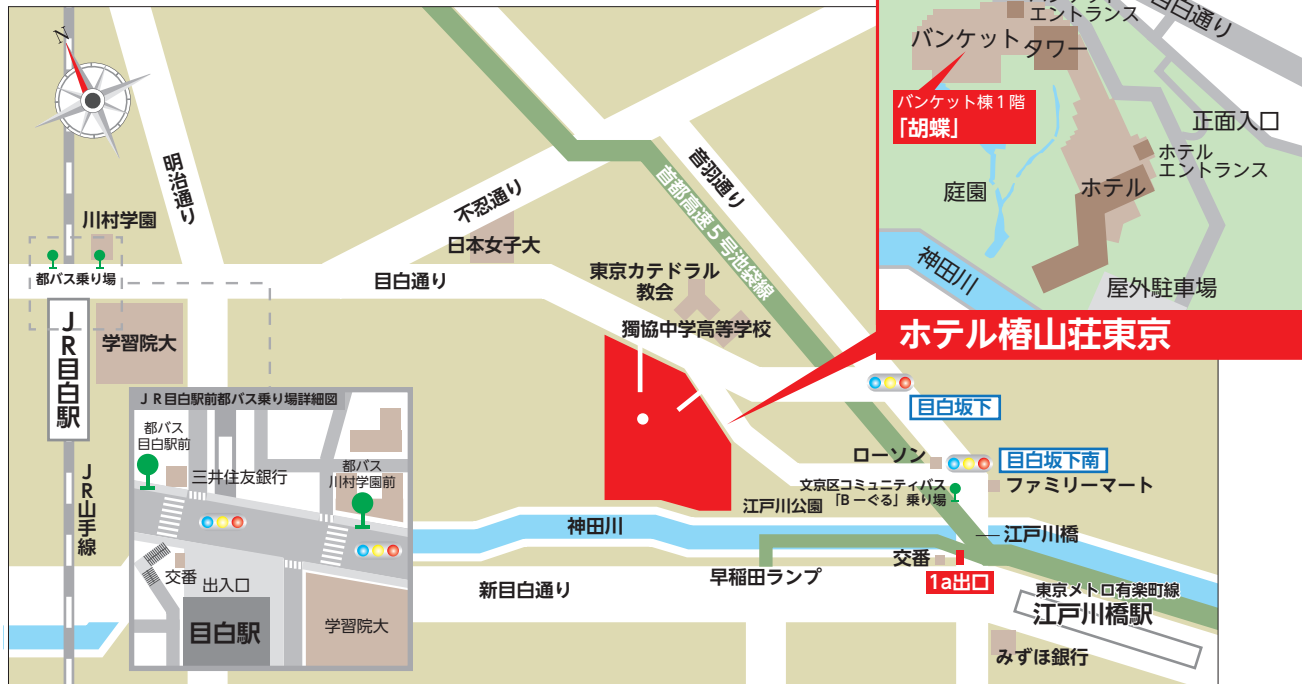 N
明治通り
川村学園
都バス乗り場
JR目白駅
学習院大
JR山手線
不忍通り
日本女子大
目白通り
音羽通り
首都高速5号池袋線
東京カテドラル
教会
獨協中学高等学校
エントランス
バンケット
タワー
目白通り
バンケット棟1階
「胡蝶」
正面入口
ホテル
エントランス
庭園
ホテル
神田川
屋外駐車場
ホテル椿山荘東京
目白坂下
ローソン
目白坂下南
文京区コミュニティバス
「Bーぐる」乗り場
ファミリーマート
江戸川公園
神田川
江戸川橋
交番
1a出口
早稲田ランプ
新目白通り
東京メトロ有楽町線
江戸川橋駅
みずほ銀行
JR目白駅前都バス乗り場詳細図
都バス
目白駅前
三井住友銀行
都バス
川村学園前
交番
出入口
目白駅
学習院大